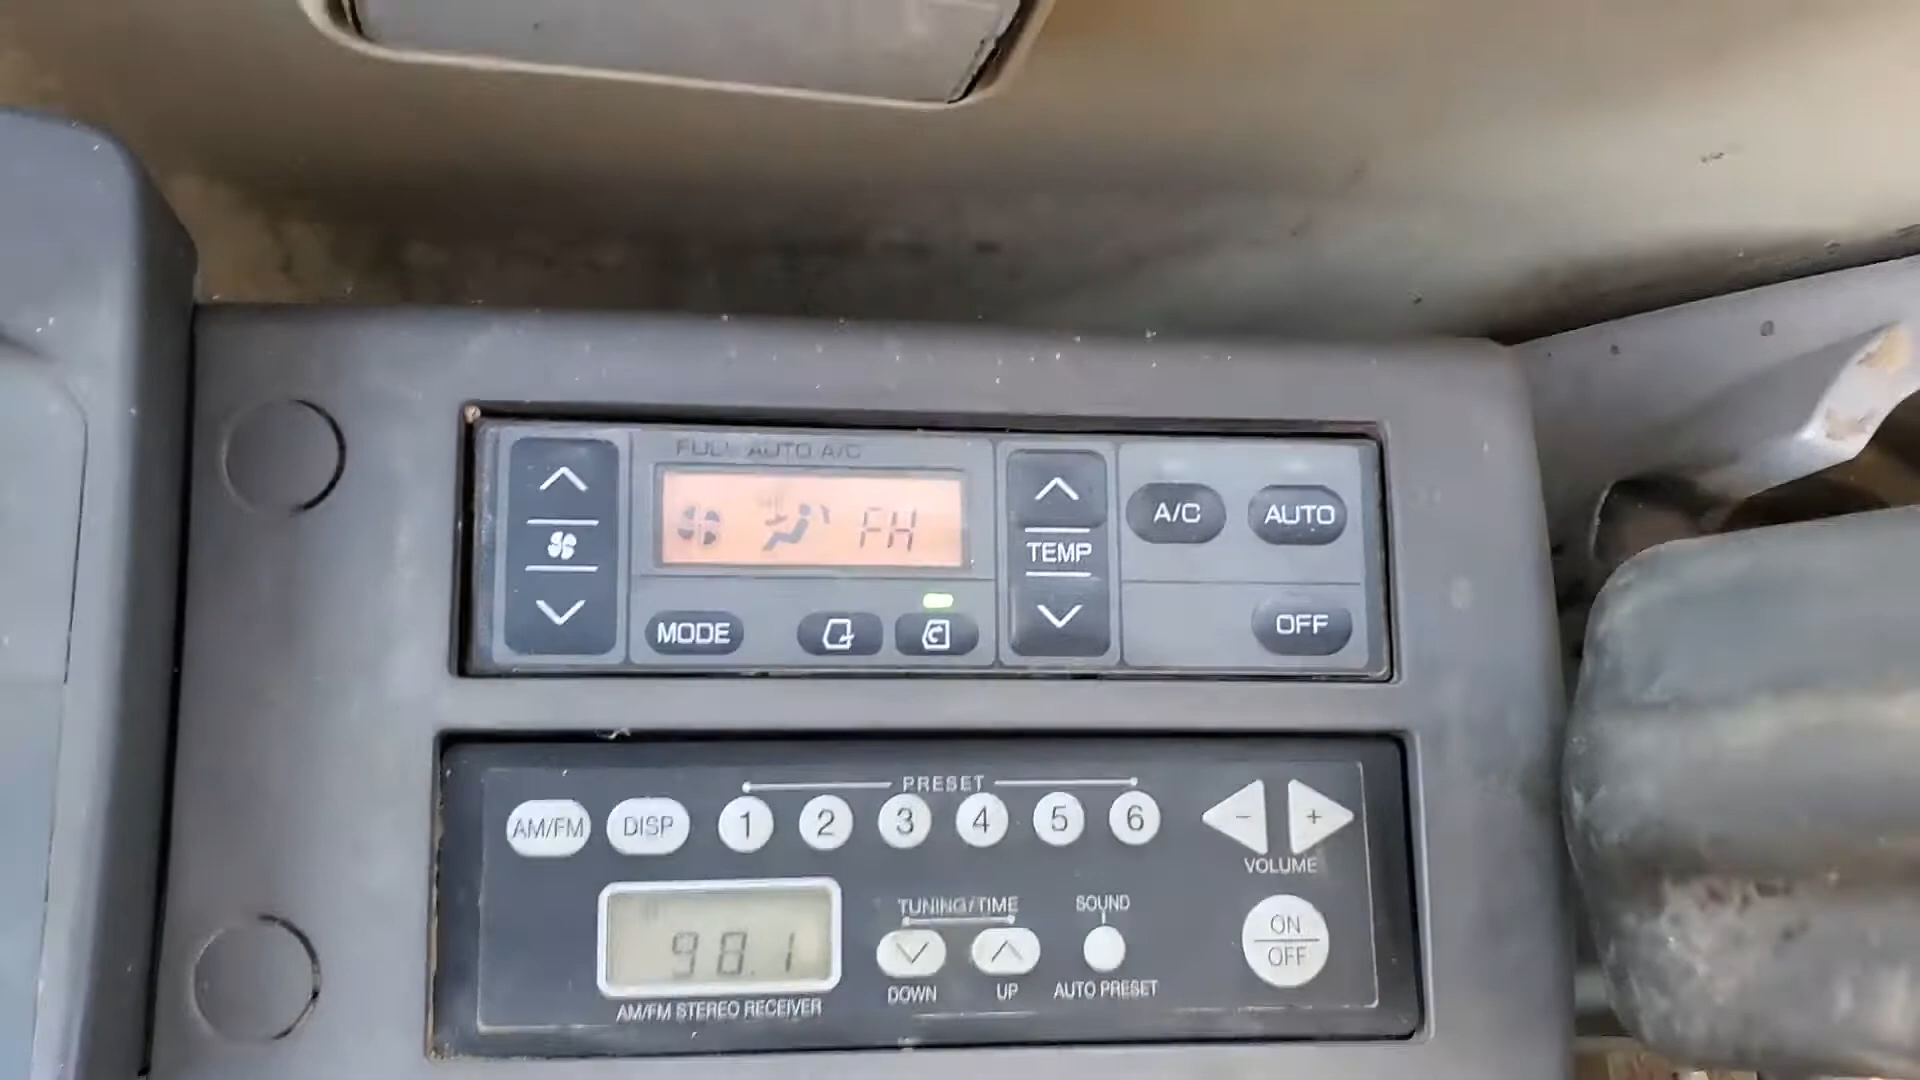 FULL AUTO A/C
FH
TEMP
A/C
AUTO
MODE
OFF
PRESET
AM/FM
DISP
1
2
3
4
5
6
-
+
VOLUME
98.1
AM/FM STEREO RECEIVER
TUNING/TIME
DOWN
UP
SOUND
AUTO PRESET
ON
OFF